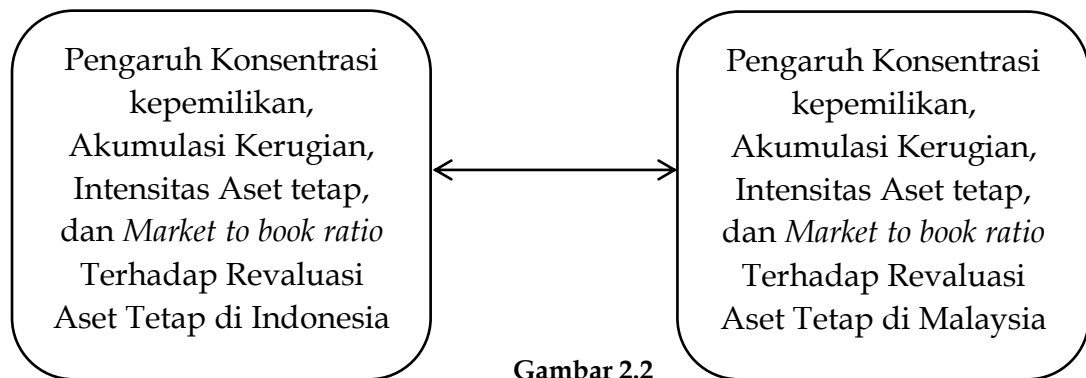 Pengaruh Konsentrasi
kepemilikan,
Akumulasi Kerugian,
Intensitas Aset tetap,
dan Market to book ratio
Terhadap Revaluasi
Aset Tetap di Indonesia
Pengaruh Konsentrasi
kepemilikan,
Akumulasi Kerugian,
Intensitas Aset tetap,
dan Market to book ratio
Terhadap Revaluasi
Aset Tetap di Malaysia
Gambar 2.2